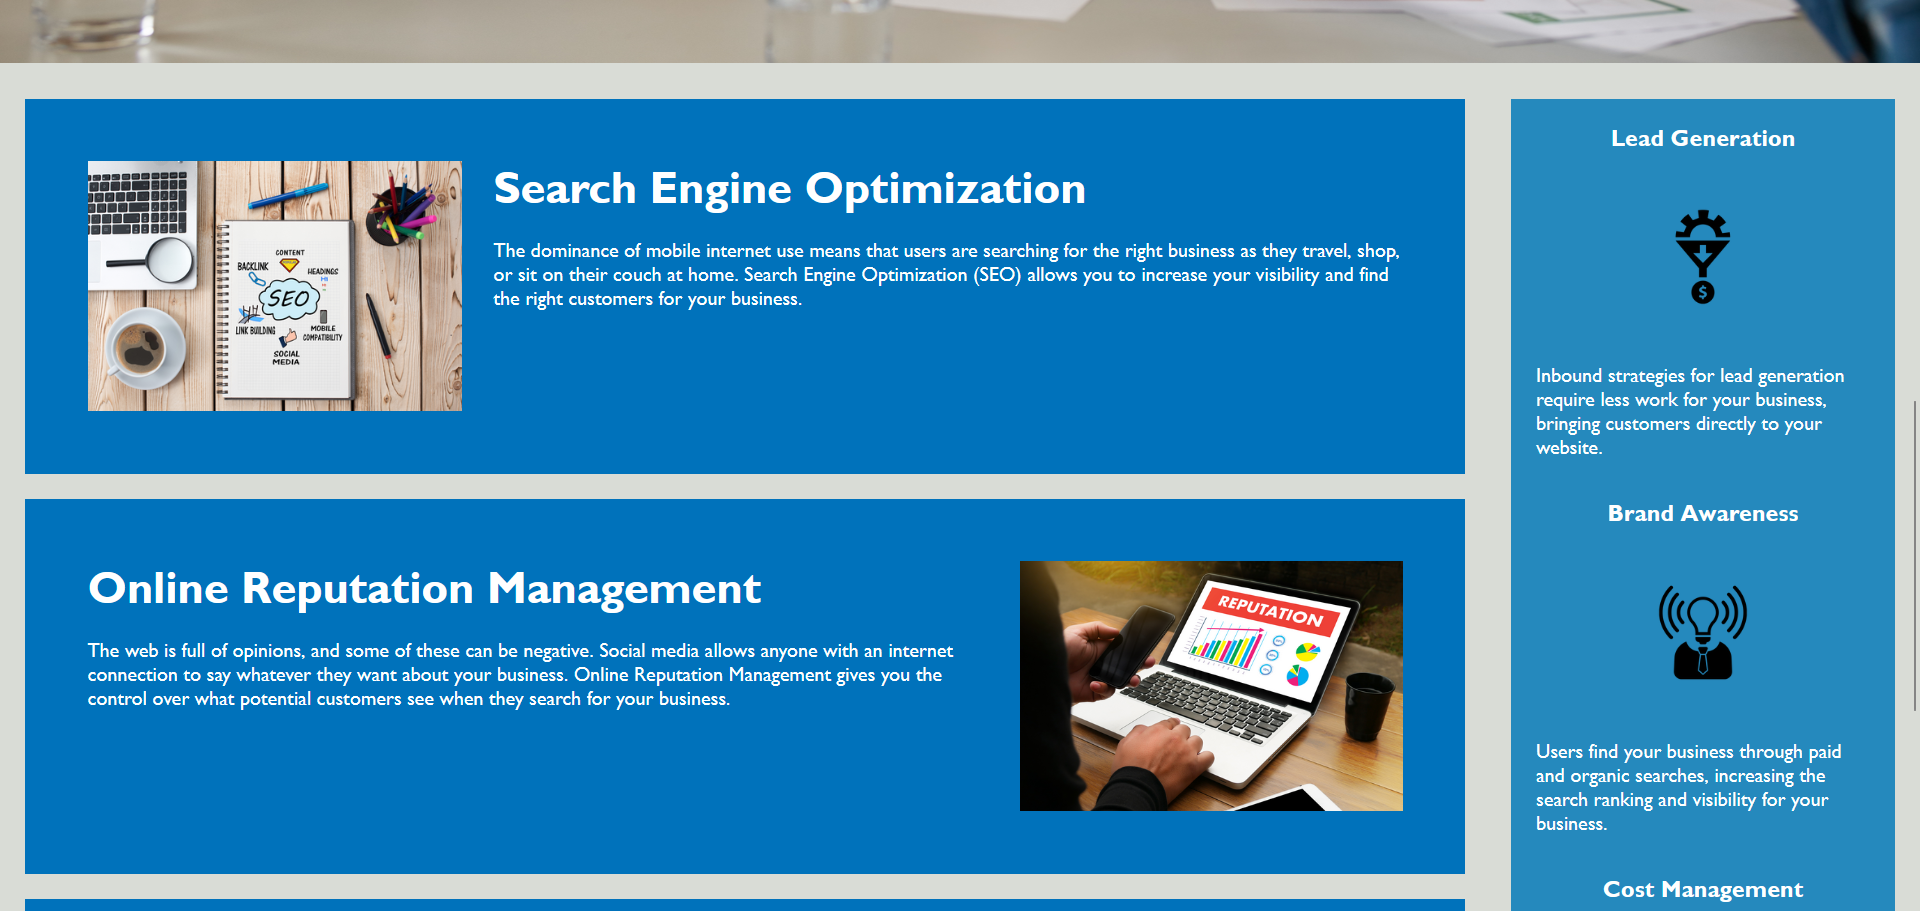 Search Engine Optimization
The dominance of mobile internet use means that users are searching for the right business as they travel, shop,
or sit on their couch at home. Search Engine Optimization (SEO) allows you to increase your visibility and find
the right customers for your business.
CONTENT
BACKLINK
HEADINGS
SEO
LINK BUILDING
MOBILE
COMPATIBILITY
SOCIAL
MEDIA
Online Reputation Management
The web is full of opinions, and some of these can be negative. Social media allows anyone with an internet
connection to say whatever they want about your business. Online Reputation Management gives you the
control over what potential customers see when they search for your business.
REPUTATION
Lead Generation
$
Inbound strategies for lead generation
require less work for your business,
bringing customers directly to your
website.
Brand Awareness
Users find your business through paid
and organic searches, increasing the
search ranking and visibility for your
business.
Cost Management